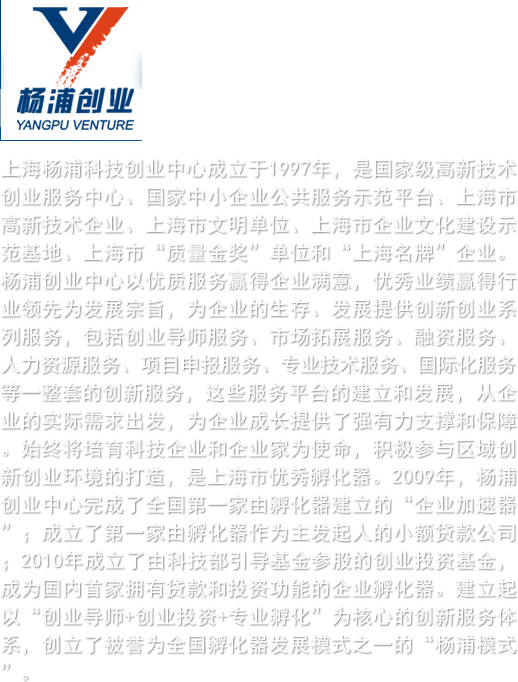 杨浦创业
YANGPU VENTURE
上海杨浦科技创业中心成立于1997年，是国家级高新技术
创业服务中心、国家中小企业公共服务示范平台、上海市
高新技术企业、上海市文明单位、上海市企业文化建设示
范基地、上海市“质量金奖”单位和“上海名牌”企业。
杨浦创业中心以优质服务赢得企业满意，优秀业绩赢得行
业领先为发展宗旨，为企业的生存、发展提供创新创业系
列服务，包括创业导师服务、市场拓展服务、融资服务、
人力资源服务、项目申报服务、专业技术服务、国际化服务
等一整套的创新服务，这些服务平台的建立和发展，从企
业的实际需求出发，为企业成长提供了强有力支撑和保障
。始终将培育科技企业和企业家为使命，积极参与区域创
新创业环境的打造，是上海市优秀孵化器。2009年，杨浦
创业中心完成了全国第一家由孵化器建立的“企业加速器
”；成立了第一家由孵化器作为主发起人的小额贷款公司
；2010年成立了由科技部引导基金参股的创业投资基金，
成为国内首家拥有贷款和投资功能的企业孵化器。建立起
以“创业导师+创业投资+专业孵化”为核心的创新服务体
系，创立了被誉为全国孵化器发展模式之一的“杨浦模式
”。